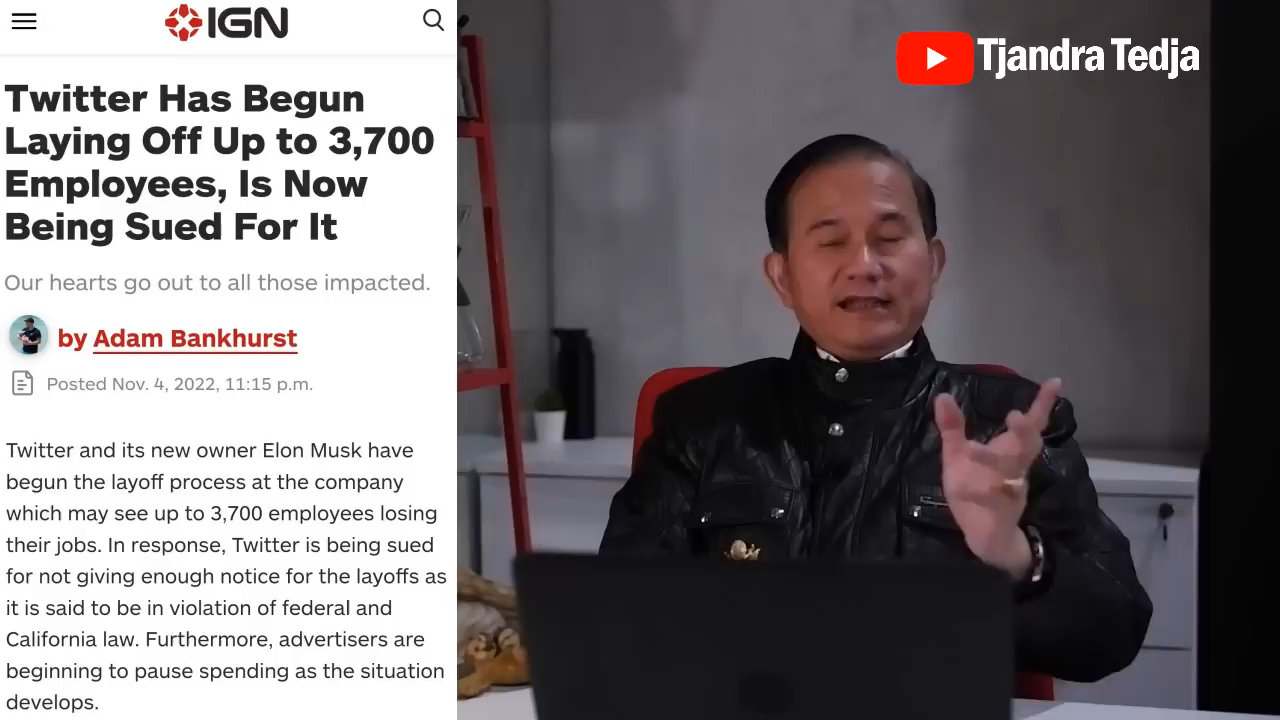 IGN
Twitter Has Begun
Laying Off Up to 3,700
Employees, Is Now
Being Sued For It
Our hearts go out to all those impacted.
by Adam Bankhurst
Posted Nov. 4, 2022, 11:15 p.m.
Twitter and its new owner Elon Musk have
begun the layoff process at the company
which may see up to 3,700 employees losing
their jobs. In response, Twitter is being sued
for not giving enough notice for the layoffs as
it is said to be in violation of federal and
California law. Furthermore, advertisers are
beginning to pause spending as the situation
develops.
Tjandra Tedja